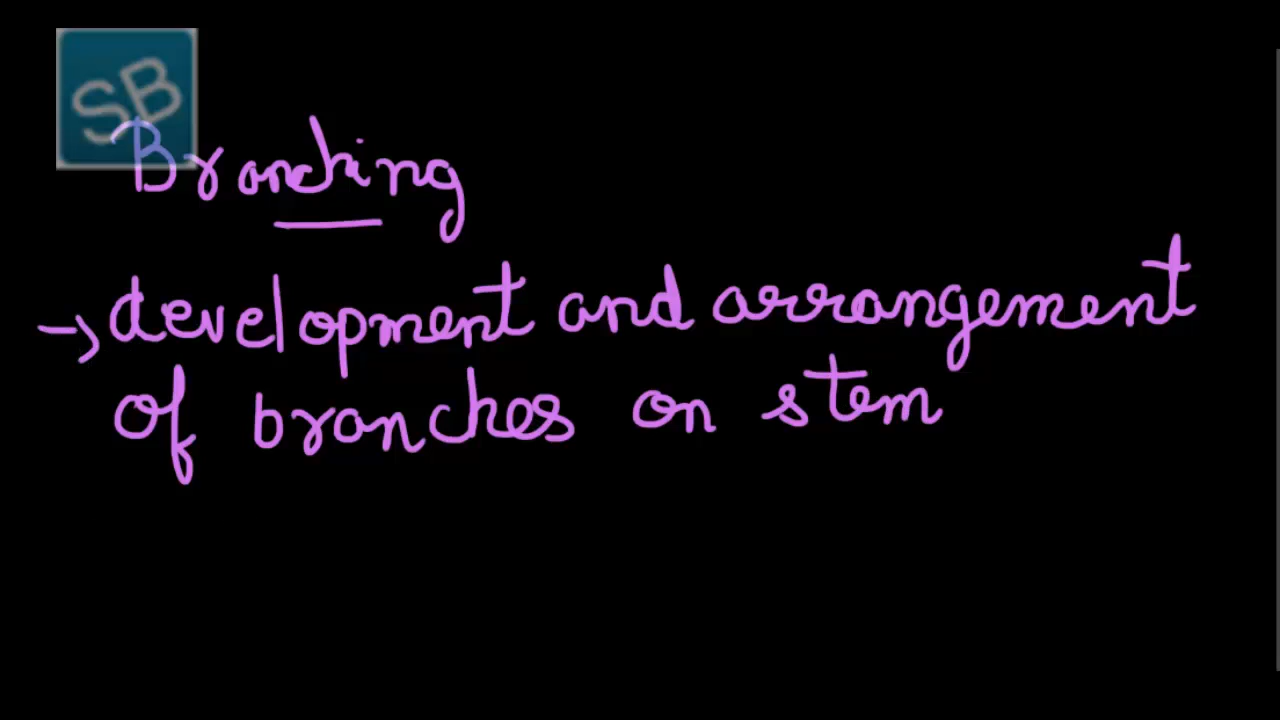 SB
Branching
→ development and arrangement
of branches on stem